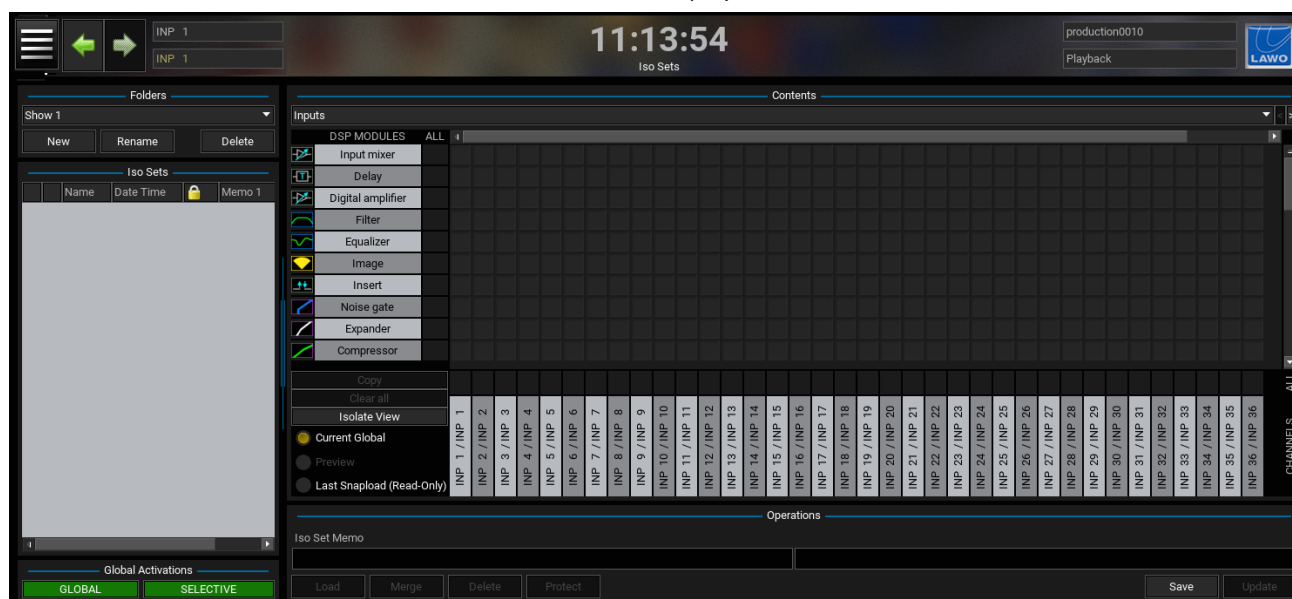 INP 1
INP 1
11:13:54
Iso Sets
production0010
Playback
LAWO
Folders
Show 1
New Rename Delete
Iso Sets
Name Date Time Memo 1
Global Activations
GLOBAL SELECTIVE
Contents
Inputs
DSP MODULES ALL
Input mixer
Delay
Digital amplifier
Filter
Equalizer
Image
Insert
Noise gate
Expander
Compressor
Copy
Clear all
Isolate View
Current Global
Preview
Last Snapload (Read-Only)
INP 1 / INP 1
INP 2 / INP 2
INP 3 / INP 3
INP 4 / INP 4
INP 5 / INP 5
INP 6 / INP 6
INP 7 / INP 7
INP 8 / INP 8
INP 9 / INP 9
INP 10 / INP 10
INP 11 / INP 11
INP 12 / INP 12
INP 13 / INP 13
INP 14 / INP 14
INP 15 / INP 15
INP 16 / INP 16
INP 17 / INP 17
INP 18 / INP 18
INP 19 / INP 19
INP 20 / INP 20
INP 21 / INP 21
INP 22 / INP 22
INP 23 / INP 23
INP 24 / INP 24
INP 25 / INP 25
INP 26 / INP 26
INP 27 / INP 27
INP 28 / INP 28
INP 29 / INP 29
INP 30 / INP 30
INP 31 / INP 31
INP 32 / INP 32
INP 33 / INP 33
INP 34 / INP 34
INP 35 / INP 35
INP 36 / INP 36
CHANNELS ALL
Operations
Iso Set Memo
Load Merge Delete Protect Save Update